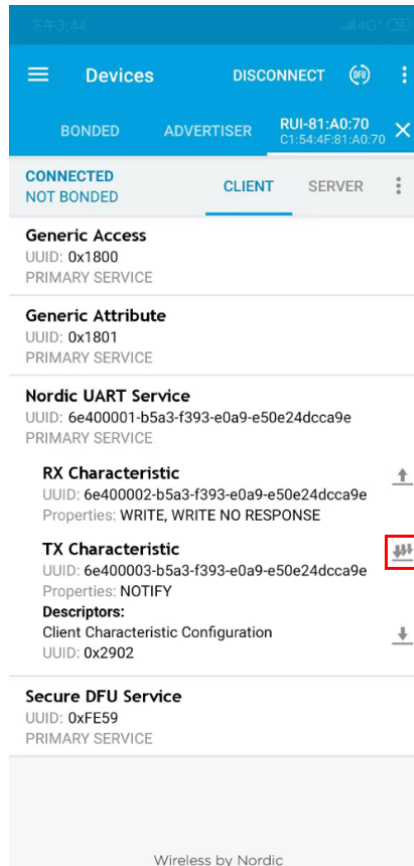 下午3:44
Devices
DISCONNECT
DFU
BONDED
ADVERTISER
RUI-81:A0:70
C1:54:4F:81:A0:70
CONNECTED
NOT BONDED
CLIENT
SERVER
Generic Access
UUID: 0x1800
PRIMARY SERVICE
Generic Attribute
UUID: 0x1801
PRIMARY SERVICE
Nordic UART Service
UUID: 6e400001-b5a3-f393-e0a9-e50e24dcca9e
PRIMARY SERVICE
RX Characteristic
UUID: 6e400002-b5a3-f393-e0a9-e50e24dcca9e
Properties: WRITE, WRITE NO RESPONSE
TX Characteristic
UUID: 6e400003-b5a3-f393-e0a9-e50e24dcca9e
Properties: NOTIFY
Descriptors:
Client Characteristic Configuration
UUID: 0x2902
Secure DFU Service
UUID: 0xFE59
PRIMARY SERVICE
Wireless by Nordic